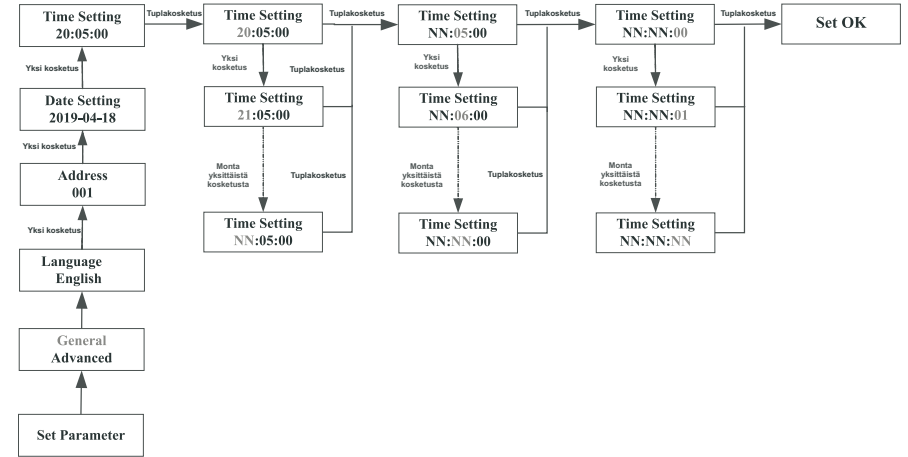 Time Setting
20:05:00
Tuplakosketus
Time Setting
20:05:00
Tuplakosketus
Time Setting
NN:05:00
Tuplakosketus
Time Setting
NN:NN:00
Tuplakosketus
Set OK
Yksi kosketus
Yksi
kosketus
Tuplakosketus
Yksi
kosketus
Yksi
kosketus
Date Setting
2019-04-18
Time Setting
21:05:00
Time Setting
NN:06:00
Time Setting
NN:NN:01
Yksi kosketus
Address
001
Monta
yksittäistä
kosketusta
Tuplakosketus
Monta
yksittäistä
kosketusta
Tuplakosketus
Monta
yksittäistä
kosketusta
Yksi kosketus
Time Setting
NN:05:00
Time Setting
NN:NN:00
Time Setting
NN:NN:NN
Language
English
General
Advanced
Set Parameter